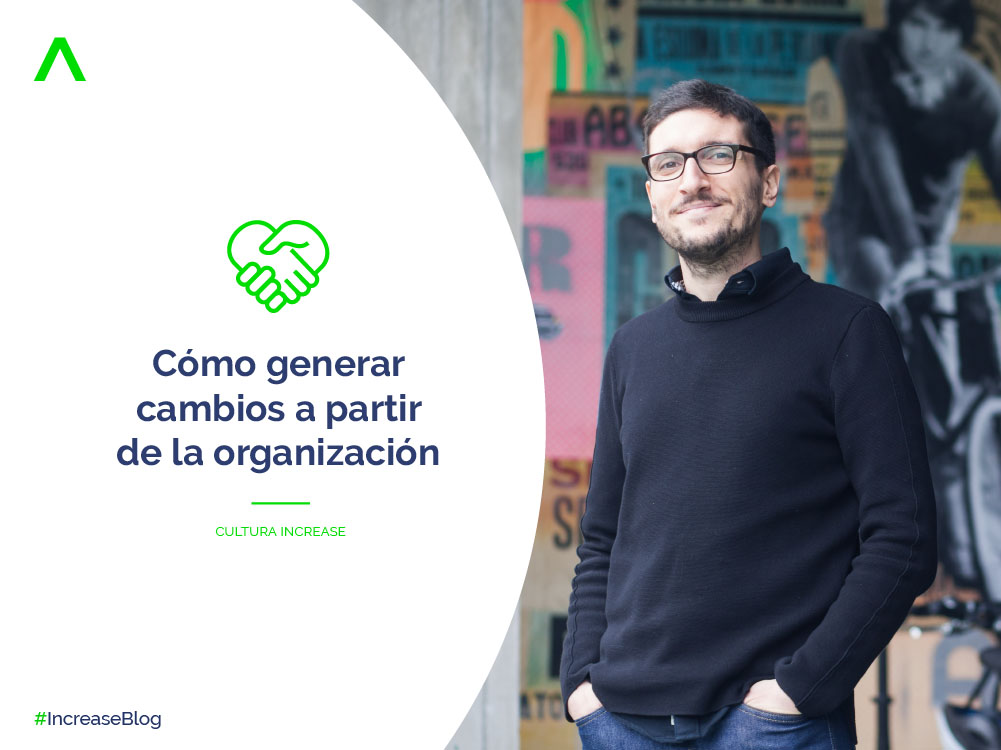 Cómo generar
cambios a partir
de la organización
CULTURA INCREASE
#IncreaseBlog